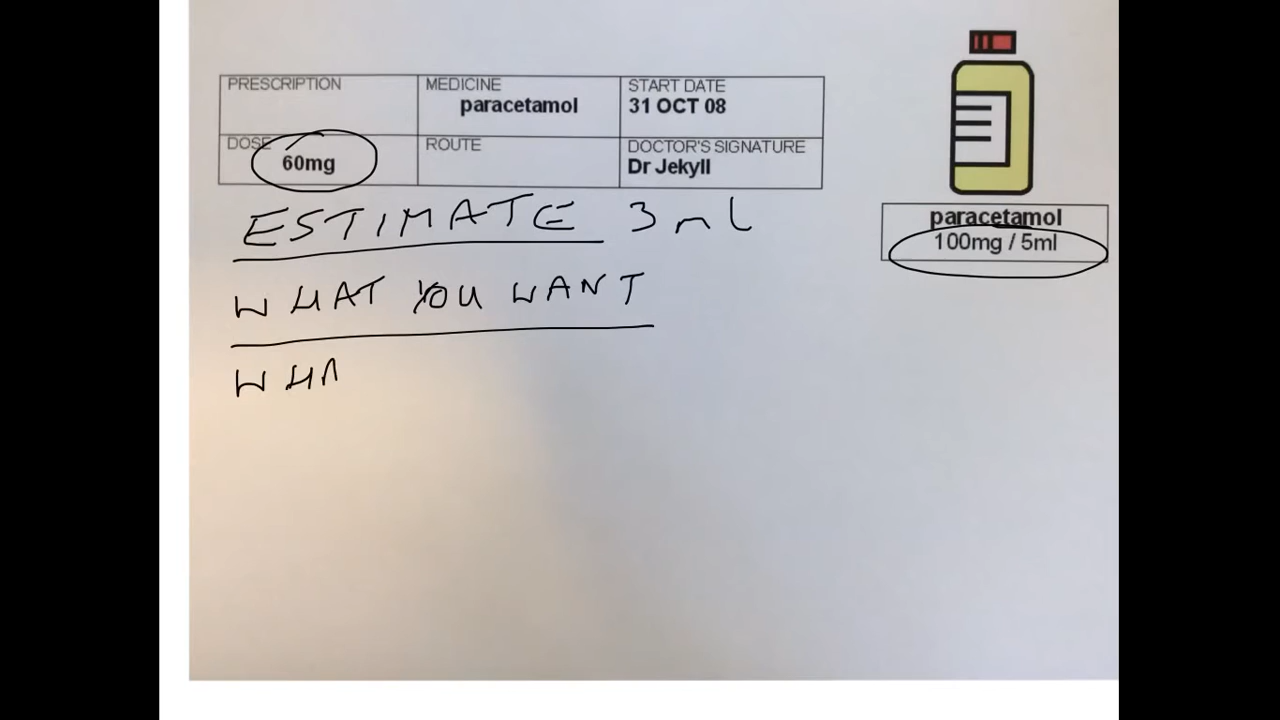 PRESCRIPTION
MEDICINE
paracetamol
START DATE
31 OCT 08
DOSE
60mg
ROUTE
DOCTOR'S SIGNATURE
Dr Jekyll
paracetamol
100mg / 5ml
ESTIMATE 3ml
WHAT YOU WANT
WHA